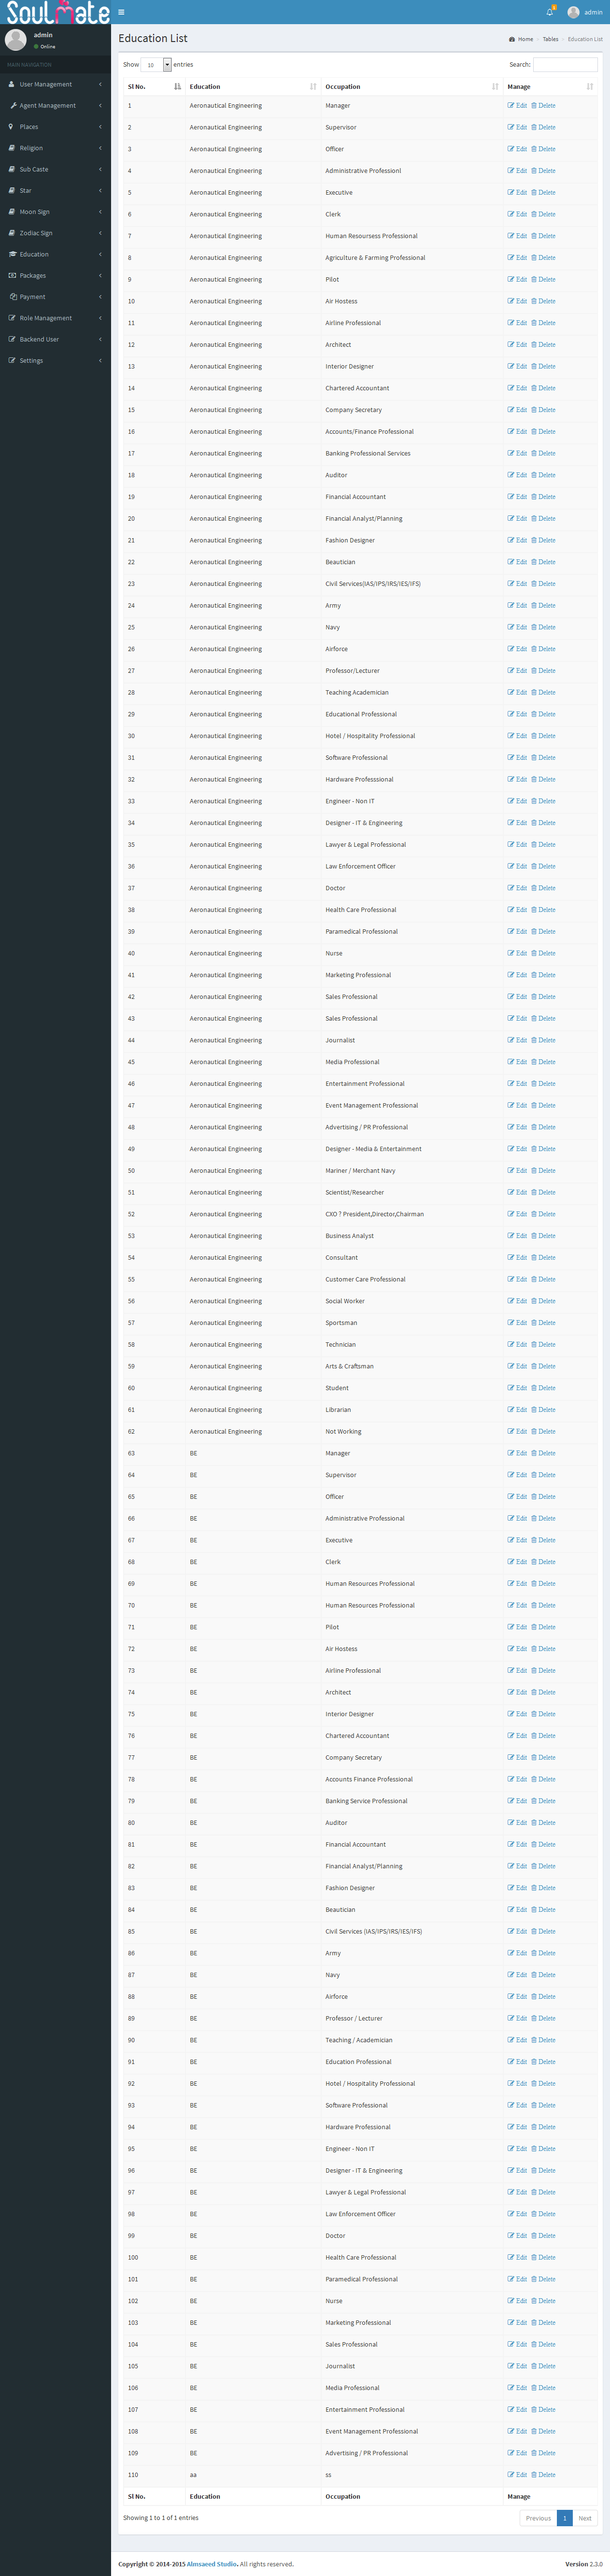 Soulmate
1
admin
admin
Online
MAIN NAVIGATION
User Management
Agent Management
Places
Religion
Sub Caste
Star
Moon Sign
Zodiac Sign
Education
Packages
Payment
Role Management
Backend User
Settings
Education List
Home > Tables > Education List
Show 10 entries Search:
Sl No. Education Occupation Manage
1 Aeronautical Engineering Manager Edit Delete
2 Aeronautical Engineering Supervisor Edit Delete
3 Aeronautical Engineering Officer Edit Delete
4 Aeronautical Engineering Administrative Professionl Edit Delete
5 Aeronautical Engineering Executive Edit Delete
6 Aeronautical Engineering Clerk Edit Delete
7 Aeronautical Engineering Human Resoursess Professional Edit Delete
8 Aeronautical Engineering Agriculture & Farming Professional Edit Delete
9 Aeronautical Engineering Pilot Edit Delete
10 Aeronautical Engineering Air Hostess Edit Delete
11 Aeronautical Engineering Airline Professional Edit Delete
12 Aeronautical Engineering Architect Edit Delete
13 Aeronautical Engineering Interior Designer Edit Delete
14 Aeronautical Engineering Chartered Accountant Edit Delete
15 Aeronautical Engineering Company Secretary Edit Delete
16 Aeronautical Engineering Accounts/Finance Professional Edit Delete
17 Aeronautical Engineering Banking Professional Services Edit Delete
18 Aeronautical Engineering Auditor Edit Delete
19 Aeronautical Engineering Financial Accountant Edit Delete
20 Aeronautical Engineering Financial Analyst/Planning Edit Delete
21 Aeronautical Engineering Fashion Designer Edit Delete
22 Aeronautical Engineering Beautician Edit Delete
23 Aeronautical Engineering Civil Services(IAS/IPS/IRS/IES/IFS) Edit Delete
24 Aeronautical Engineering Army Edit Delete
25 Aeronautical Engineering Navy Edit Delete
26 Aeronautical Engineering Airforce Edit Delete
27 Aeronautical Engineering Professor/Lecturer Edit Delete
28 Aeronautical Engineering Teaching Academician Edit Delete
29 Aeronautical Engineering Educational Professional Edit Delete
30 Aeronautical Engineering Hotel / Hospitality Professional Edit Delete
31 Aeronautical Engineering Software Professional Edit Delete
32 Aeronautical Engineering Hardware Professsional Edit Delete
33 Aeronautical Engineering Engineer - Non IT Edit Delete
34 Aeronautical Engineering Designer - IT & Engineering Edit Delete
35 Aeronautical Engineering Lawyer & Legal Professional Edit Delete
36 Aeronautical Engineering Law Enforcement Officer Edit Delete
37 Aeronautical Engineering Doctor Edit Delete
38 Aeronautical Engineering Health Care Professional Edit Delete
39 Aeronautical Engineering Paramedical Professional Edit Delete
40 Aeronautical Engineering Nurse Edit Delete
41 Aeronautical Engineering Marketing Professional Edit Delete
42 Aeronautical Engineering Sales Professional Edit Delete
43 Aeronautical Engineering Sales Professional Edit Delete
44 Aeronautical Engineering Journalist Edit Delete
45 Aeronautical Engineering Media Professional Edit Delete
46 Aeronautical Engineering Entertainment Professional Edit Delete
47 Aeronautical Engineering Event Management Professional Edit Delete
48 Aeronautical Engineering Advertising / PR Professional Edit Delete
49 Aeronautical Engineering Designer - Media & Entertainment Edit Delete
50 Aeronautical Engineering Mariner / Merchant Navy Edit Delete
51 Aeronautical Engineering Scientist/Researcher Edit Delete
52 Aeronautical Engineering CXO ? President,Director,Chairman Edit Delete
53 Aeronautical Engineering Business Analyst Edit Delete
54 Aeronautical Engineering Consultant Edit Delete
55 Aeronautical Engineering Customer Care Professional Edit Delete
56 Aeronautical Engineering Social Worker Edit Delete
57 Aeronautical Engineering Sportsman Edit Delete
58 Aeronautical Engineering Technician Edit Delete
59 Aeronautical Engineering Arts & Craftsman Edit Delete
60 Aeronautical Engineering Student Edit Delete
61 Aeronautical Engineering Librarian Edit Delete
62 Aeronautical Engineering Not Working Edit Delete
63 BE Manager Edit Delete
64 BE Supervisor Edit Delete
65 BE Officer Edit Delete
66 BE Administrative Professional Edit Delete
67 BE Executive Edit Delete
68 BE Clerk Edit Delete
69 BE Human Resources Professional Edit Delete
70 BE Human Resources Professional Edit Delete
71 BE Pilot Edit Delete
72 BE Air Hostess Edit Delete
73 BE Airline Professional Edit Delete
74 BE Architect Edit Delete
75 BE Interior Designer Edit Delete
76 BE Chartered Accountant Edit Delete
77 BE Company Secretary Edit Delete
78 BE Accounts Finance Professional Edit Delete
79 BE Banking Service Professional Edit Delete
80 BE Auditor Edit Delete
81 BE Financial Accountant Edit Delete
82 BE Financial Analyst/Planning Edit Delete
83 BE Fashion Designer Edit Delete
84 BE Beautician Edit Delete
85 BE Civil Services (IAS/IPS/IRS/IES/IFS) Edit Delete
86 BE Army Edit Delete
87 BE Navy Edit Delete
88 BE Airforce Edit Delete
89 BE Professor / Lecturer Edit Delete
90 BE Teaching / Academician Edit Delete
91 BE Education Professional Edit Delete
92 BE Hotel / Hospitality Professional Edit Delete
93 BE Software Professional Edit Delete
94 BE Hardware Professional Edit Delete
95 BE Engineer - Non IT Edit Delete
96 BE Designer - IT & Engineering Edit Delete
97 BE Lawyer & Legal Professional Edit Delete
98 BE Law Enforcement Officer Edit Delete
99 BE Doctor Edit Delete
100 BE Health Care Professional Edit Delete
101 BE Paramedical Professional Edit Delete
102 BE Nurse Edit Delete
103 BE Marketing Professional Edit Delete
104 BE Sales Professional Edit Delete
105 BE Journalist Edit Delete
106 BE Media Professional Edit Delete
107 BE Entertainment Professional Edit Delete
108 BE Event Management Professional Edit Delete
109 BE Advertising / PR Professional Edit Delete
110 aa ss Edit Delete
Sl No. Education Occupation Manage
Showing 1 to 1 of 1 entries Previous 1 Next
Copyright © 2014-2015 Almsaeed Studio. All rights reserved. Version 2.3.0